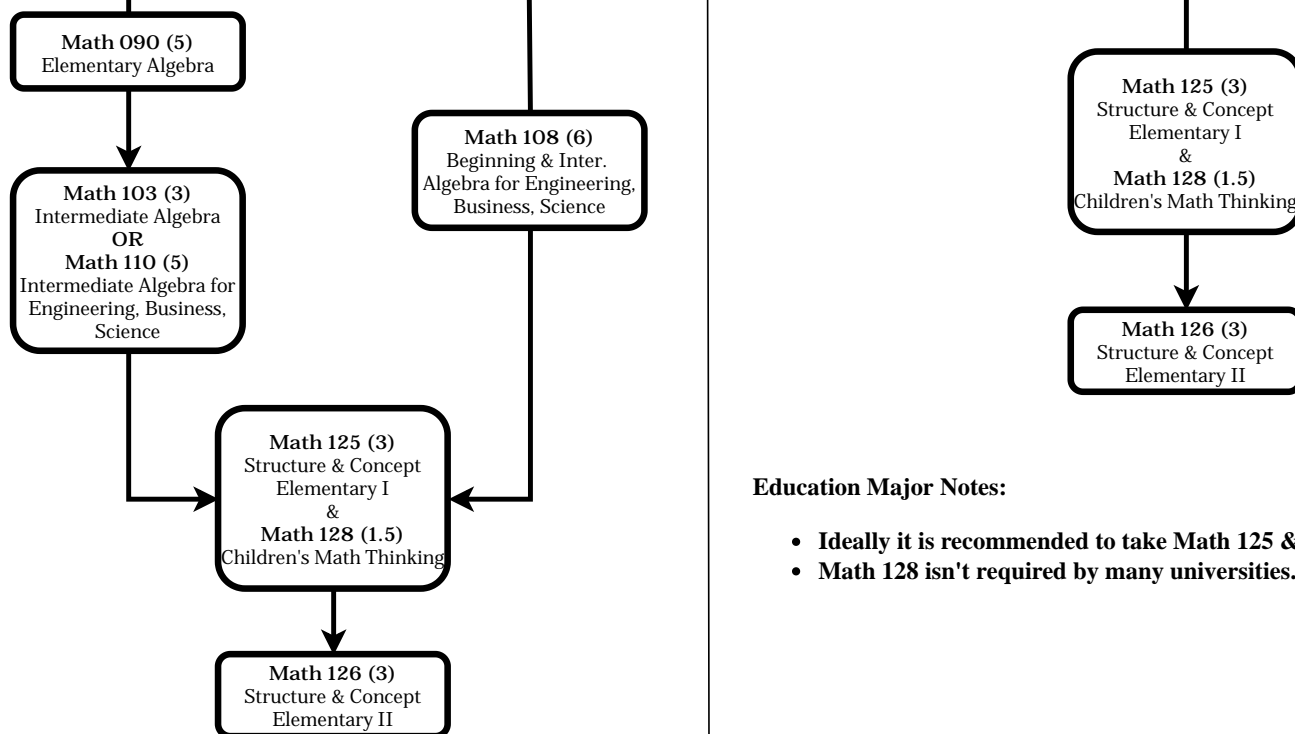 Math 090 (5)
Elementary Algebra
Math 103 (3)
Intermediate Algebra
OR
Math 110 (5)
Intermediate Algebra for
Engineering, Business,
Science
Math 108 (6)
Beginning & Inter.
Algebra for Engineering,
Business, Science
Math 125 (3)
Structure & Concept
Elementary I
&
Math 128 (1.5)
Children's Math Thinking
Math 126 (3)
Structure & Concept
Elementary II
Math 125 (3)
Structure & Concept
Elementary I
&
Math 128 (1.5)
Children's Math Thinking
Math 126 (3)
Structure & Concept
Elementary II
Education Major Notes:
• Ideally it is recommended to take Math 125 &
• Math 128 isn't required by many universities.